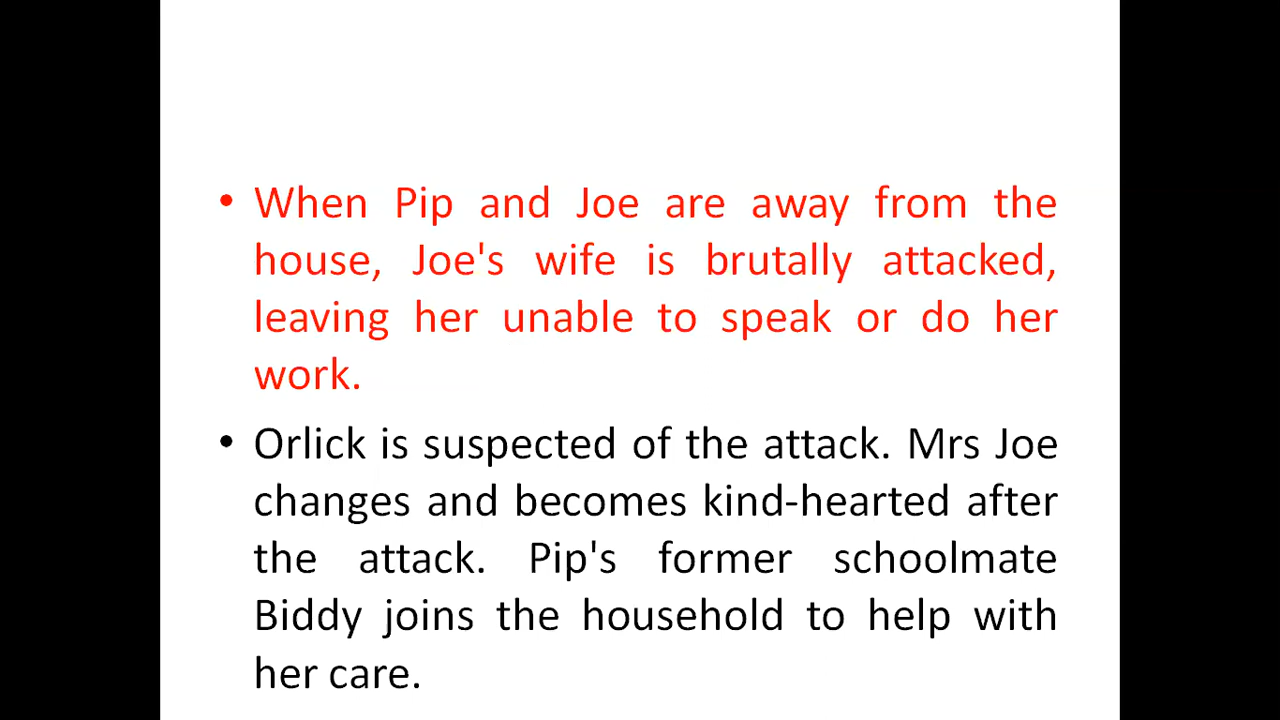 • When Pip and Joe are away from the
house, Joe's wife is brutally attacked,
leaving her unable to speak or do her
work.
• Orlick is suspected of the attack. Mrs Joe
changes and becomes kind-hearted after
the attack. Pip's former schoolmate
Biddy joins the household to help with
her care.